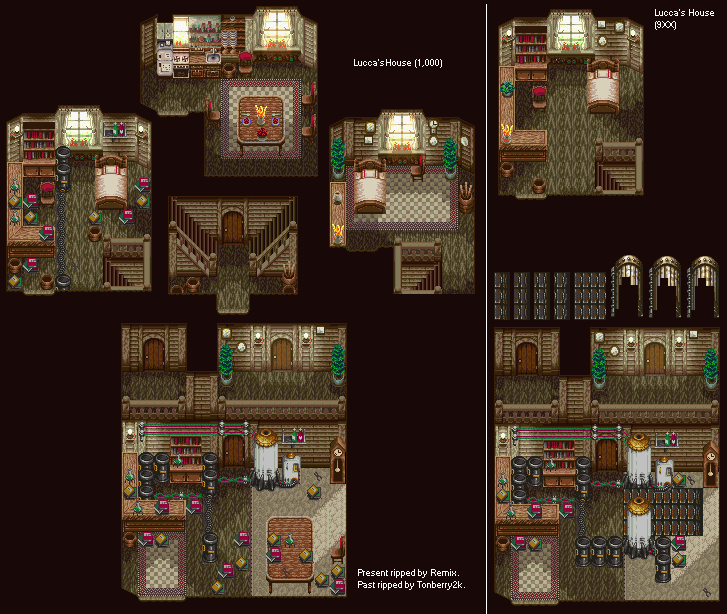 Lucca's House
(9XX)
Lucca's House (1,000)
Present ripped by Remix.
Past ripped by Tonberry2k.